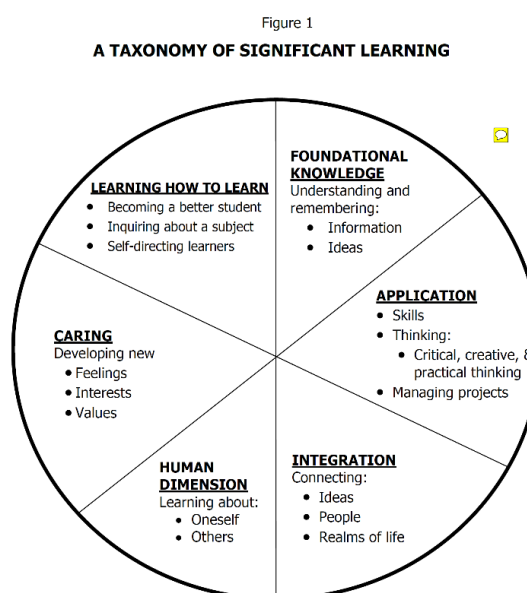 Figure 1
A TAXONOMY OF SIGNIFICANT LEARNING
FOUNDATIONAL
KNOWLEDGE
Understanding and
remembering:
• Information
• Ideas
APPLICATION
• Skills
• Thinking:
• Critical, creative, &
practical thinking
• Managing projects
INTEGRATION
Connecting:
• Ideas
• People
• Realms of life
HUMAN
DIMENSION
Learning about:
• Oneself
• Others
CARING
Developing new
• Feelings
• Interests
• Values
LEARNING HOW TO LEARN
• Becoming a better student
• Inquiring about a subject
• Self-directing learners